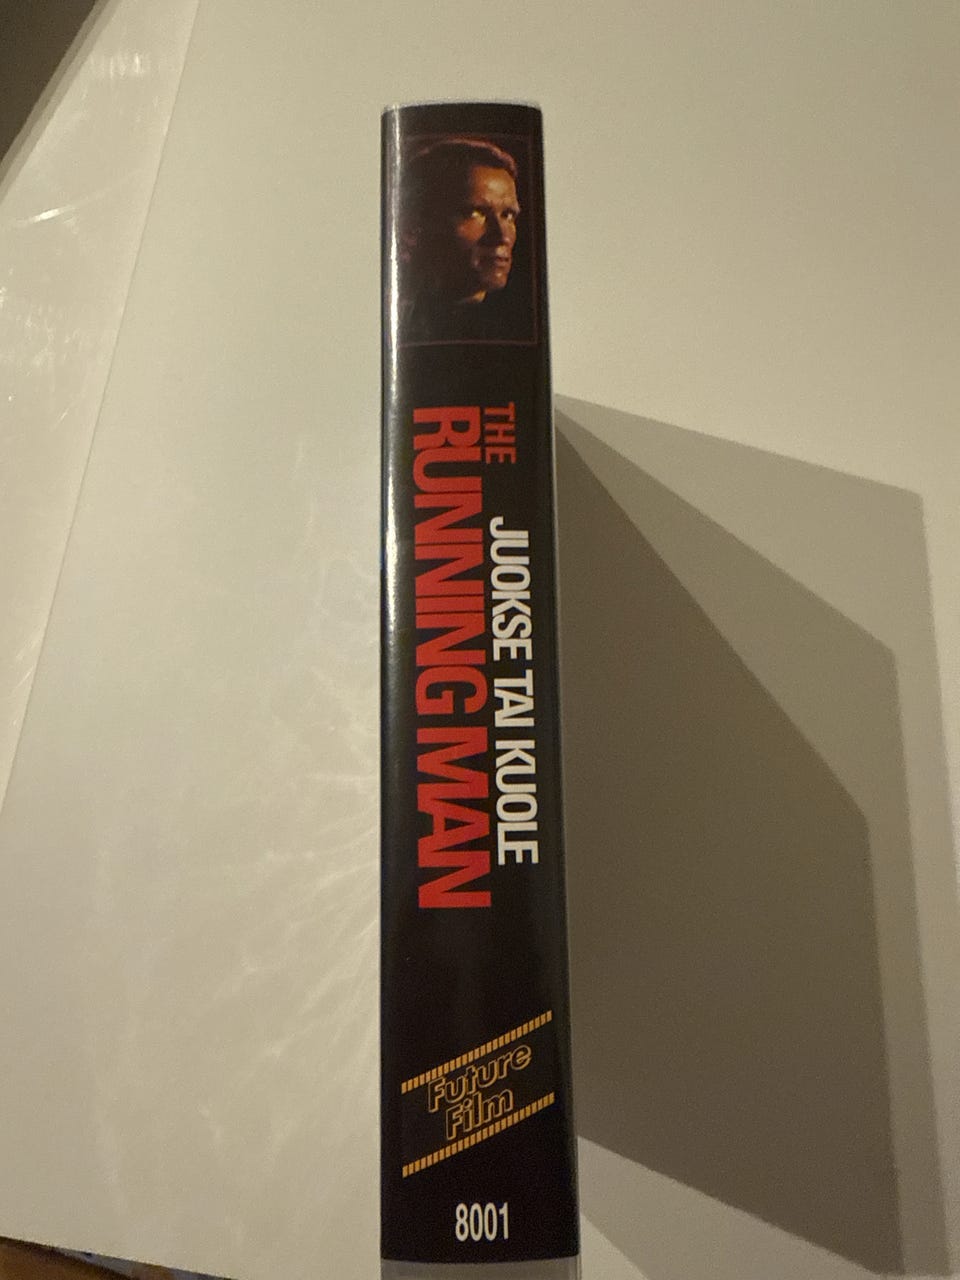 JUOKSE TAI KUOLE
THE
RUNNING MAN
Future
Film
8001